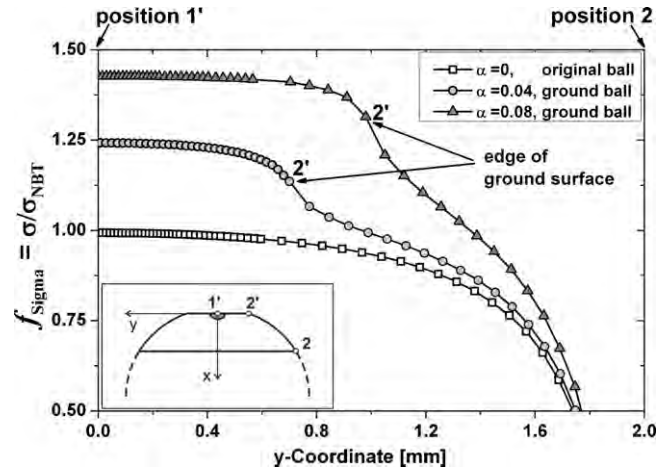 position 1'
position 2
1.50
1.25
1.00
0.75
0.50
f_Sigma = σ/σ_NBT
α =0, original ball
α =0.04, ground ball
α =0.08, ground ball
2'
2'
edge of
ground surface
1'
2'
y
2
x
0.0
0.4
0.8
1.2
1.6
2.0
y-Coordinate [mm]